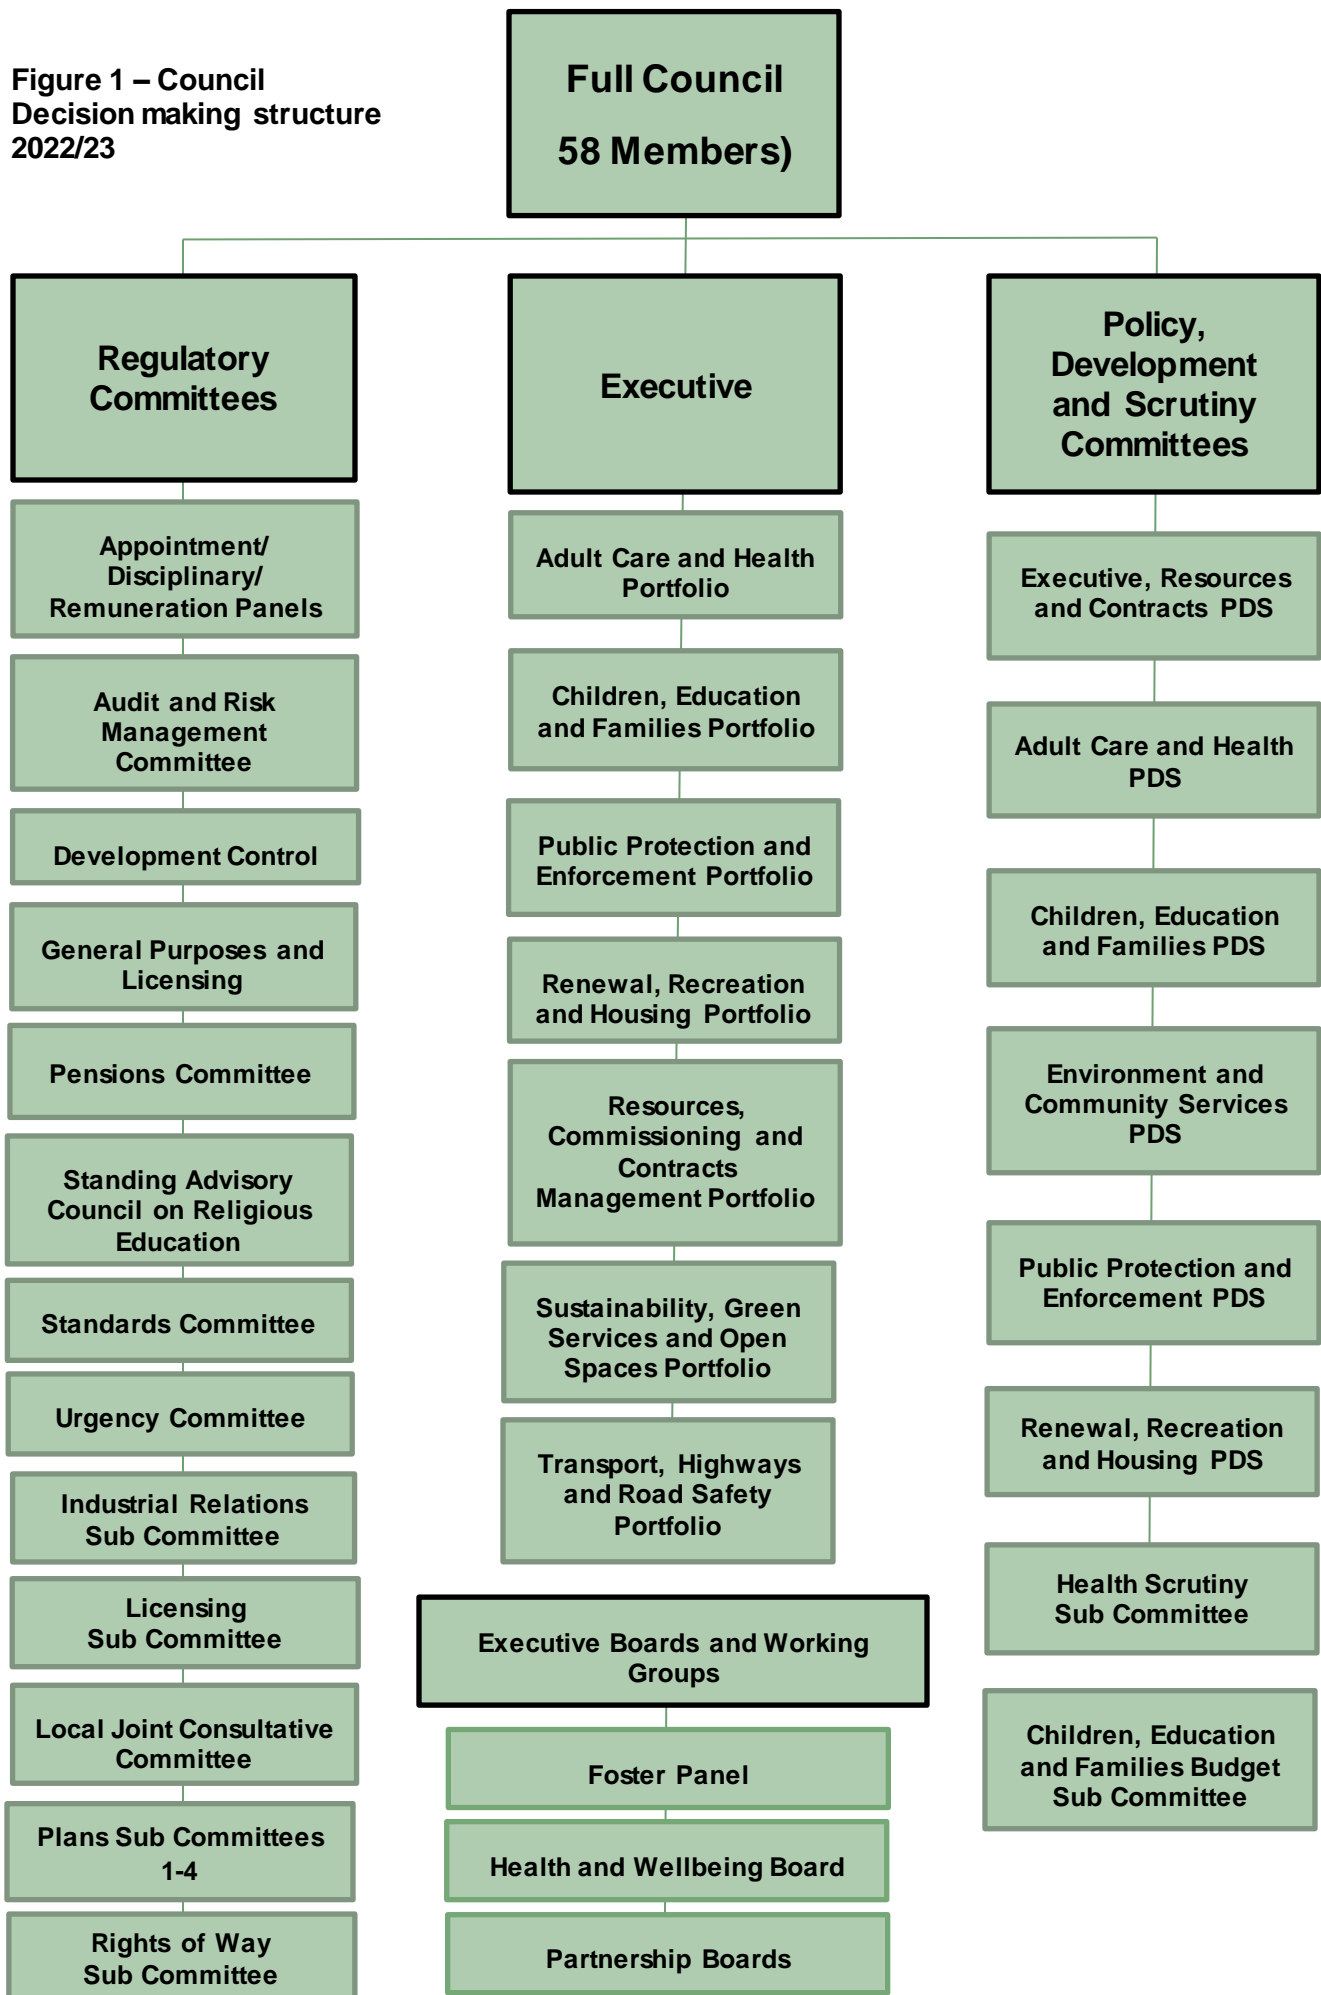 Figure 1 – Council
Decision making structure
2022/23
Full Council
58 Members)
Regulatory
Committees
Appointment/
Disciplinary/
Remuneration Panels
Audit and Risk
Management
Committee
Development Control
General Purposes and
Licensing
Pensions Committee
Standing Advisory
Council on Religious
Education
Standards Committee
Urgency Committee
Industrial Relations
Sub Committee
Licensing
Sub Committee
Local Joint Consultative
Committee
Plans Sub Committees
1-4
Rights of Way
Sub Committee
Executive
Adult Care and Health
Portfolio
Children, Education
and Families Portfolio
Public Protection and
Enforcement Portfolio
Renewal, Recreation
and Housing Portfolio
Resources,
Commissioning and
Contracts
Management Portfolio
Sustainability, Green
Services and Open
Spaces Portfolio
Transport, Highways
and Road Safety
Portfolio
Executive Boards and Working
Groups
Foster Panel
Health and Wellbeing Board
Partnership Boards
Policy,
Development
and Scrutiny
Committees
Executive, Resources
and Contracts PDS
Adult Care and Health
PDS
Children, Education
and Families PDS
Environment and
Community Services
PDS
Public Protection and
Enforcement PDS
Renewal, Recreation
and Housing PDS
Health Scrutiny
Sub Committee
Children, Education
and Families Budget
Sub Committee